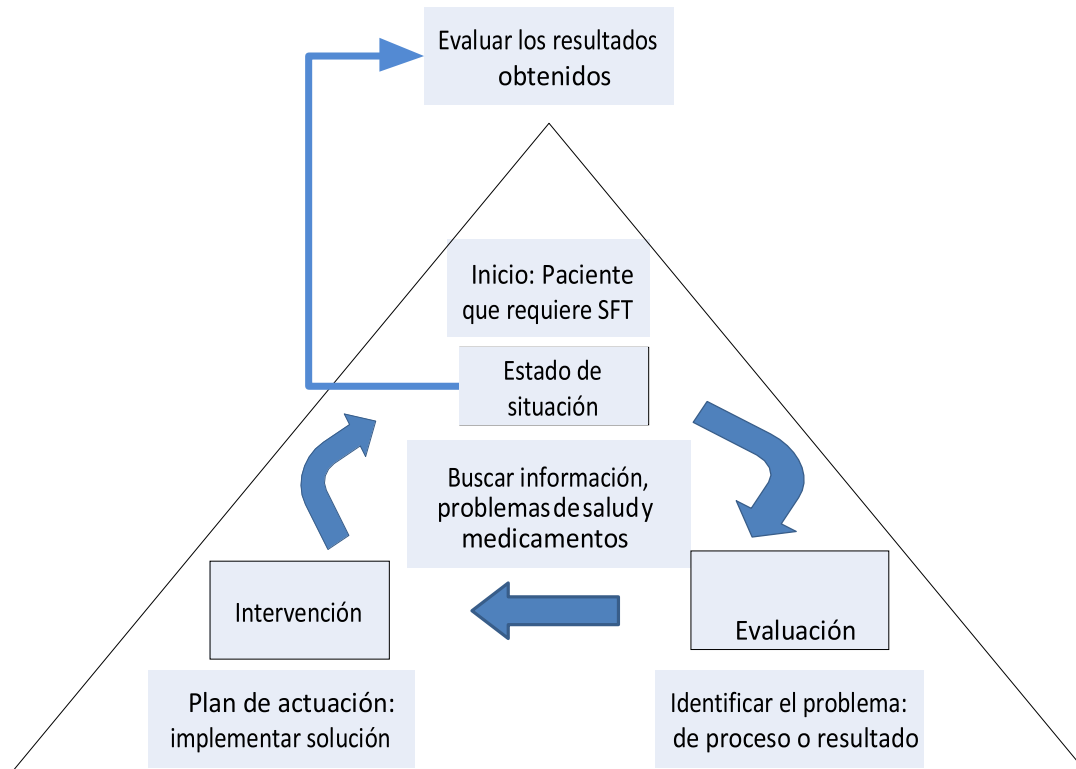 Evaluar los resultados
obtenidos
Inicio: Paciente
que requiere SFT
Estado de
situación
Buscar información,
problemas de salud y
medicamentos
Intervención
Evaluación
Plan de actuación:
implementar solución
Identificar el problema:
de proceso o resultado